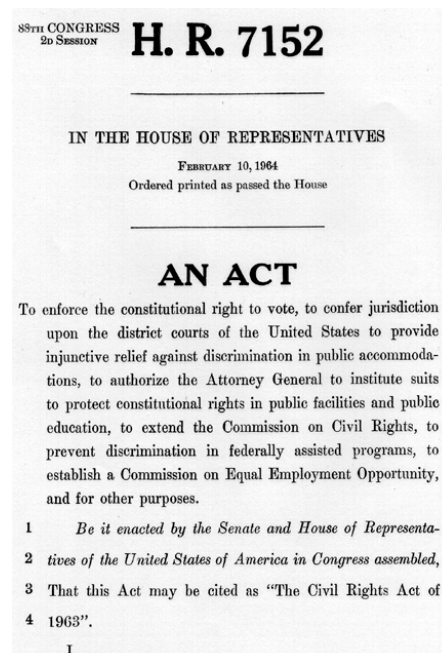 88TH CONGRESS
2D SESSION
H. R. 7152
IN THE HOUSE OF REPRESENTATIVES
FEBRUARY 10, 1964
Ordered printed as passed the House
AN ACT
To enforce the constitutional right to vote, to confer jurisdiction
upon the district courts of the United States to provide
injunctive relief against discrimination in public accommoda-
tions, to authorize the Attorney General to institute suits
to protect constitutional rights in public facilities and public
education, to extend the Commission on Civil Rights, to
prevent discrimination in federally assisted programs, to
establish a Commission on Equal Employment Opportunity,
and for other purposes.
1 Be it enacted by the Senate and House of Representa-
2 tives of the United States of America in Congress assembled,
3 That this Act may be cited as “The Civil Rights Act of
4 1963”.
I